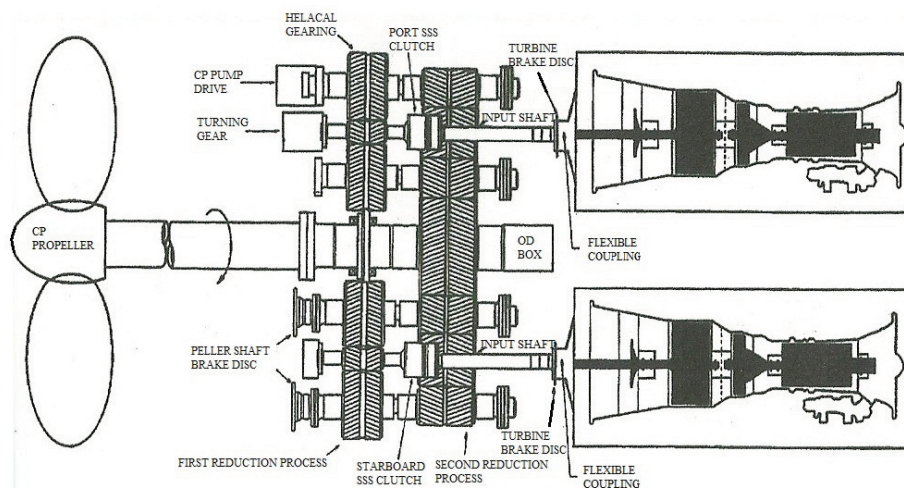 HELACAL
GEARING
PORT SSS
CLUTCH
TURBINE
BRAKE DISC
CP PUMP
DRIVE
TURNING
GEAR
INPUT SHAFT
CP
PROPELLER
OD
BOX
FLEXIBLE
COUPLING
PELLER SHAFT
BRAKE DISC
INPUT SHAFT
TURBINE
BRAKE DISC
FIRST REDUCTION PROCESS
STARBOARD
SSS CLUTCH
SECOND REDUCTION
PROCESS
FLEXIBLE
COUPLING